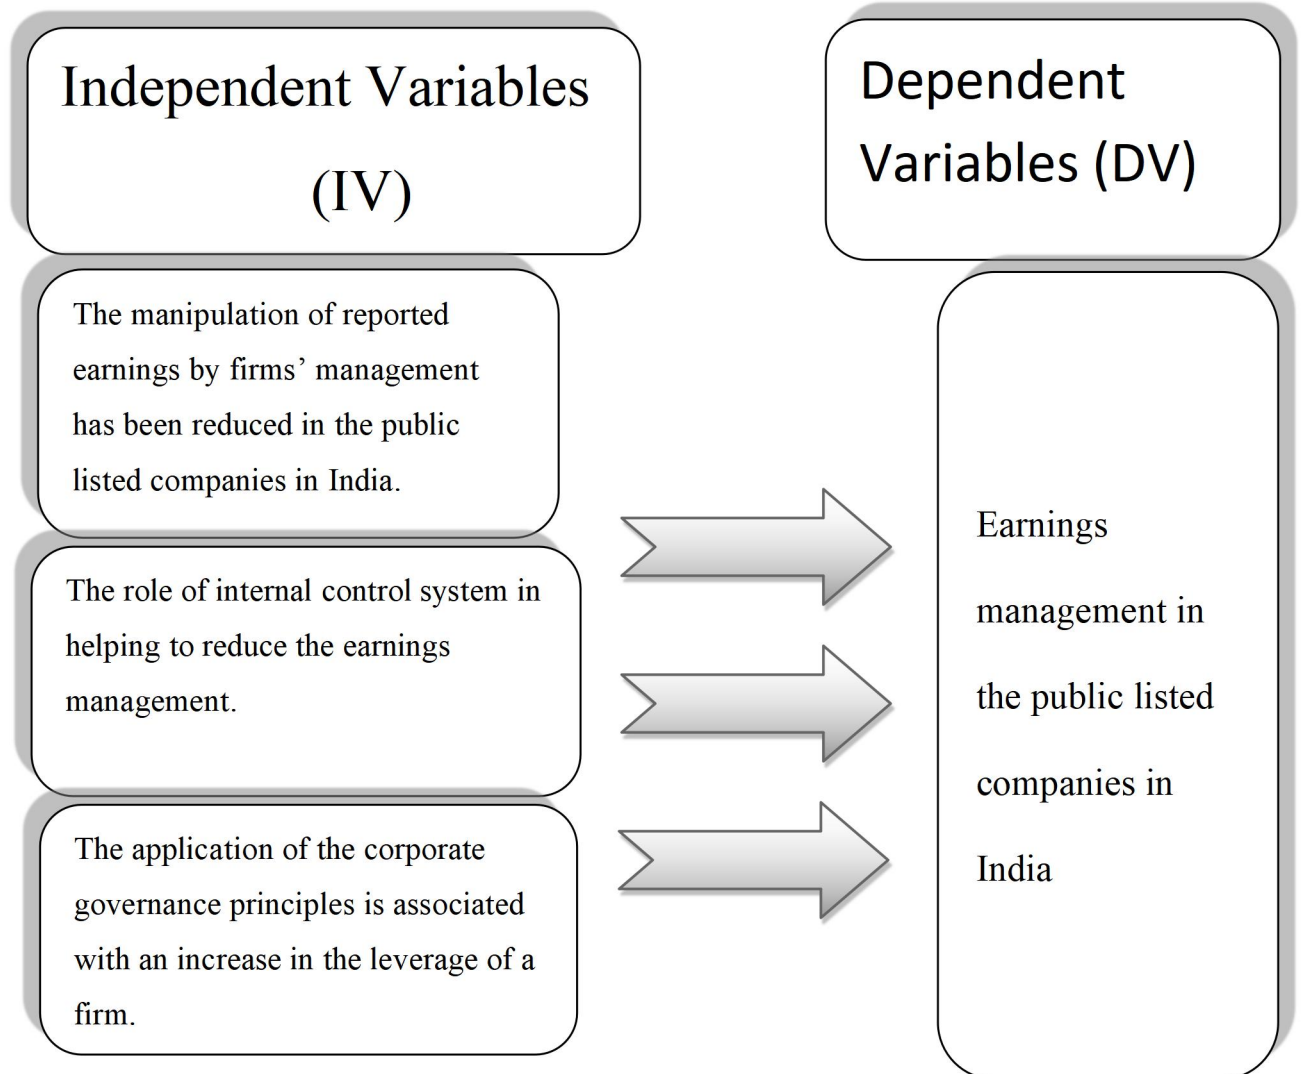 Independent Variables
(IV)
Dependent
Variables (DV)
The manipulation of reported
earnings by firms’ management
has been reduced in the public
listed companies in India.
The role of internal control system in
helping to reduce the earnings
management.
The application of the corporate
governance principles is associated
with an increase in the leverage of a
firm.
Earnings
management in
the public listed
companies in
India